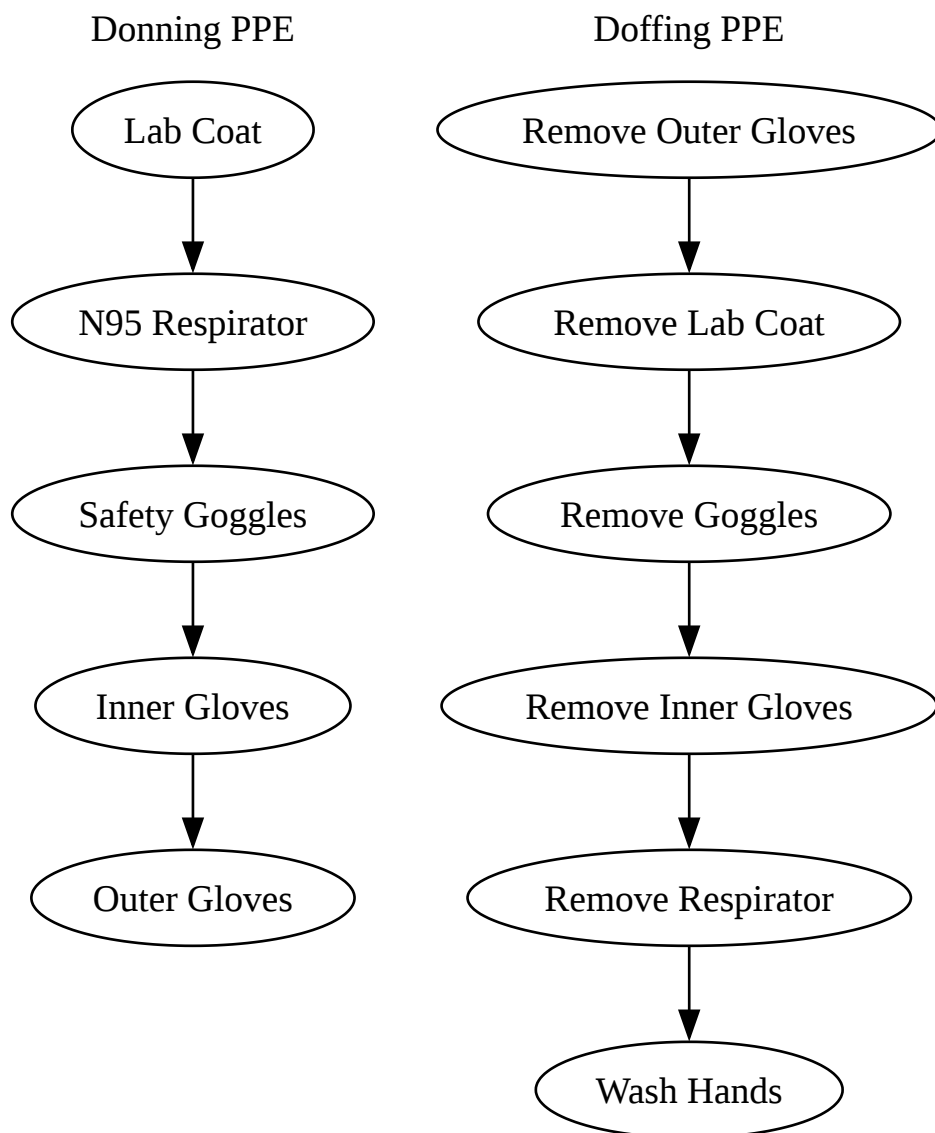 Donning PPE
Lab Coat
N95 Respirator
Safety Goggles
Inner Gloves
Outer Gloves
Doffing PPE
Remove Outer Gloves
Remove Lab Coat
Remove Goggles
Remove Inner Gloves
Remove Respirator
Wash Hands